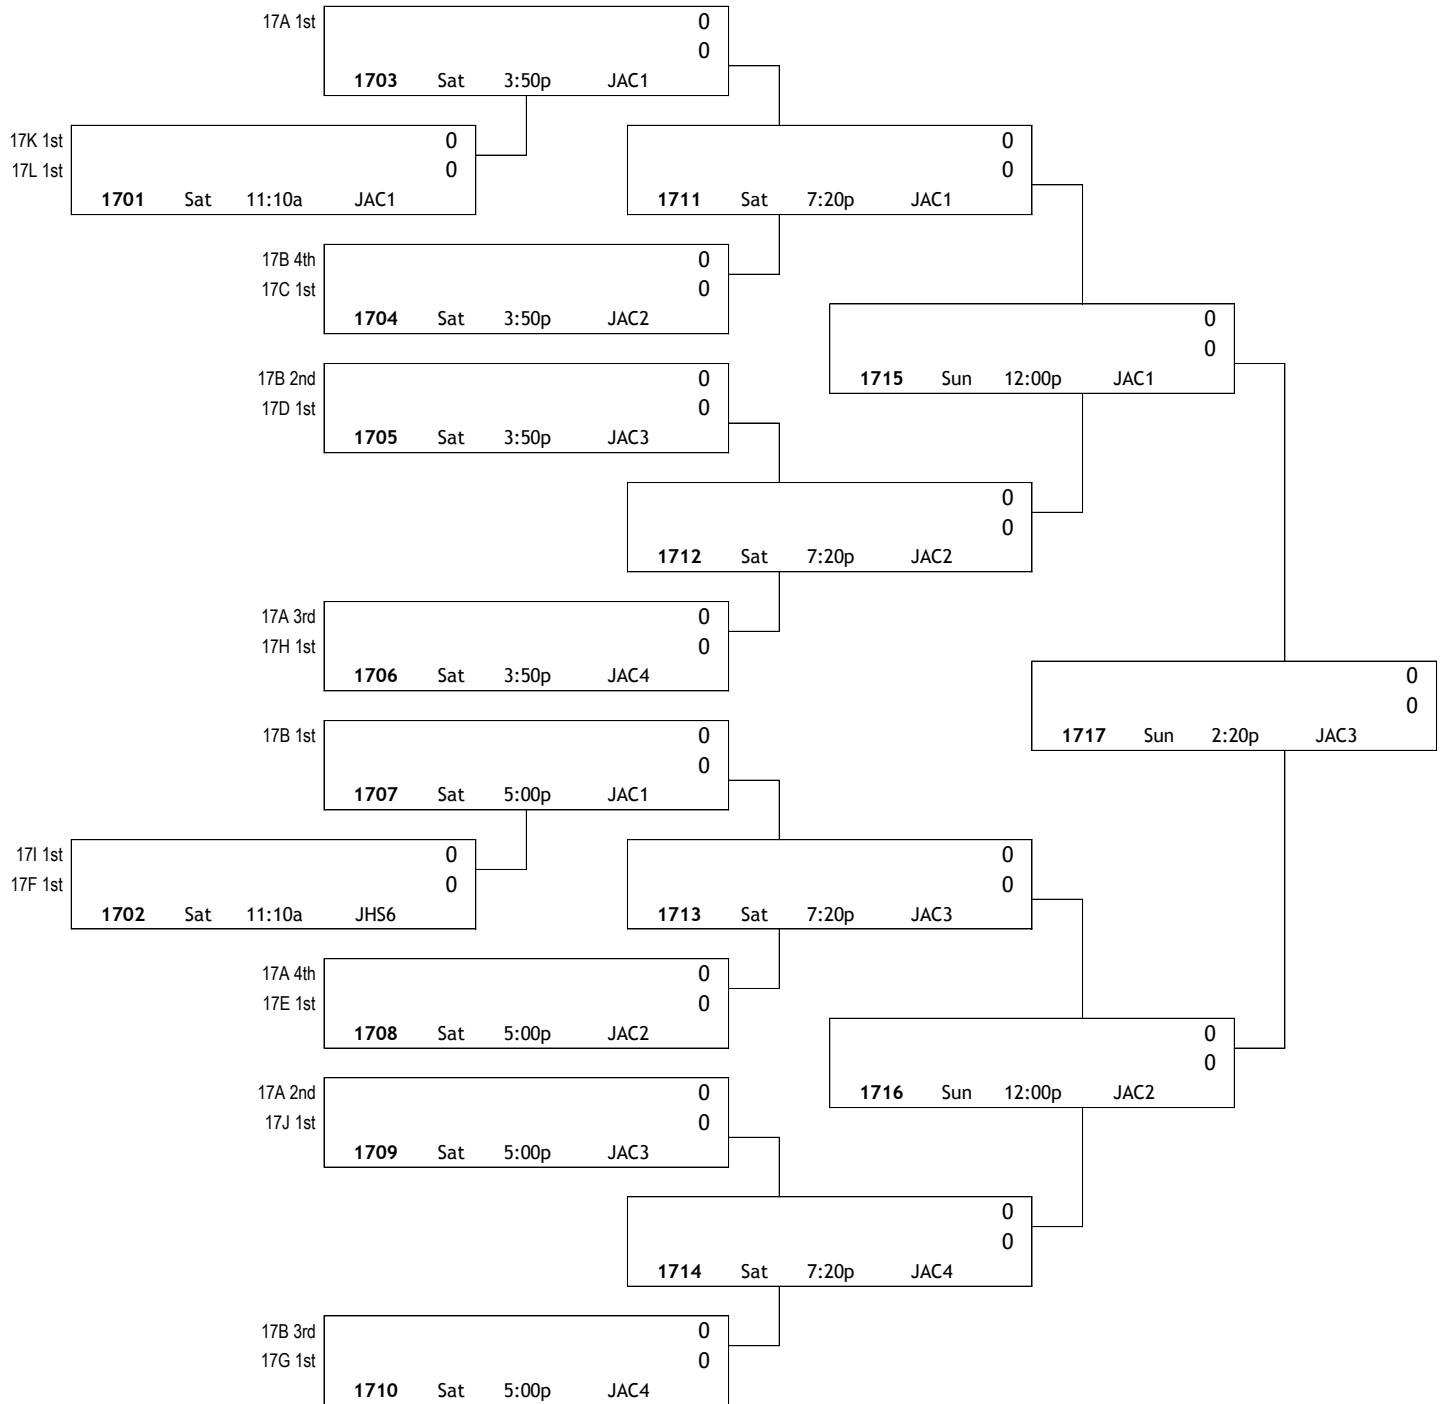 17A 1st 0
0
1703 Sat 3:50p JAC1
17K 1st 0 0
17L 1st 0 0
1701 Sat 11:10a JAC1 1711 Sat 7:20p JAC1
17B 4th 0
17C 1st 0
1704 Sat 3:50p JAC2 0
0
17B 2nd 0
1715 Sun 12:00p JAC1
17D 1st 0
1705 Sat 3:50p JAC3
0
0
1712 Sat 7:20p JAC2
17A 3rd 0
17H 1st 0
1706 Sat 3:50p JAC4 0
0
17B 1st 0
1717 Sun 2:20p JAC3
0
1707 Sat 5:00p JAC1
17I 1st 0 0
17F 1st 0 0
1702 Sat 11:10a JHS6 1713 Sat 7:20p JAC3
17A 4th 0
17E 1st 0
1708 Sat 5:00p JAC2 0
0
17A 2nd 0
1716 Sun 12:00p JAC2
17J 1st 0
1709 Sat 5:00p JAC3
0
0
1714 Sat 7:20p JAC4
17B 3rd 0
17G 1st 0
1710 Sat 5:00p JAC4